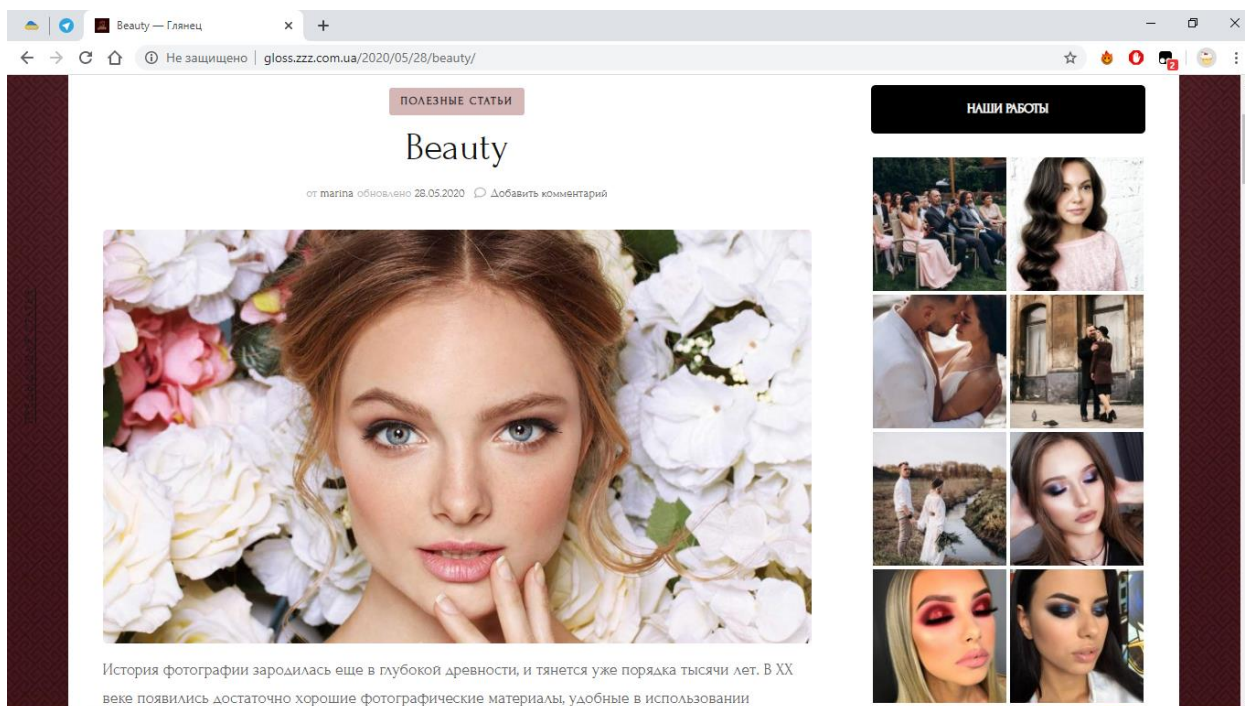 Beauty — Глянец
Не защищено
gloss.zzz.com.ua/2020/05/28/beauty/
2
ПОЛЕЗНЫЕ СТАТЬИ
Beauty
от marina обновлено 28.05.2020 Добавить комментарий
История фотографии зародилась еще в глубокой древности, и тянется уже порядка тысячи лет. В XX
веке появились достаточно хорошие фотографические материалы, удобные в использовании
НАШИ РАБОТЫ